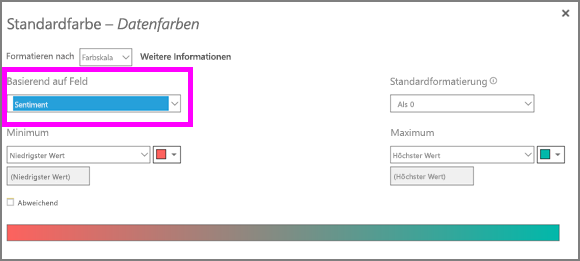 Standardfarbe – Datenfarben
Formatieren nach Farbskala Weitere Informationen
Basierend auf Feld Standardformatierung
Sentiment Als 0
Minimum Maximum
Niedrigster Wert Höchster Wert
(Niedrigster Wert) (Höchster Wert)
Abweichend